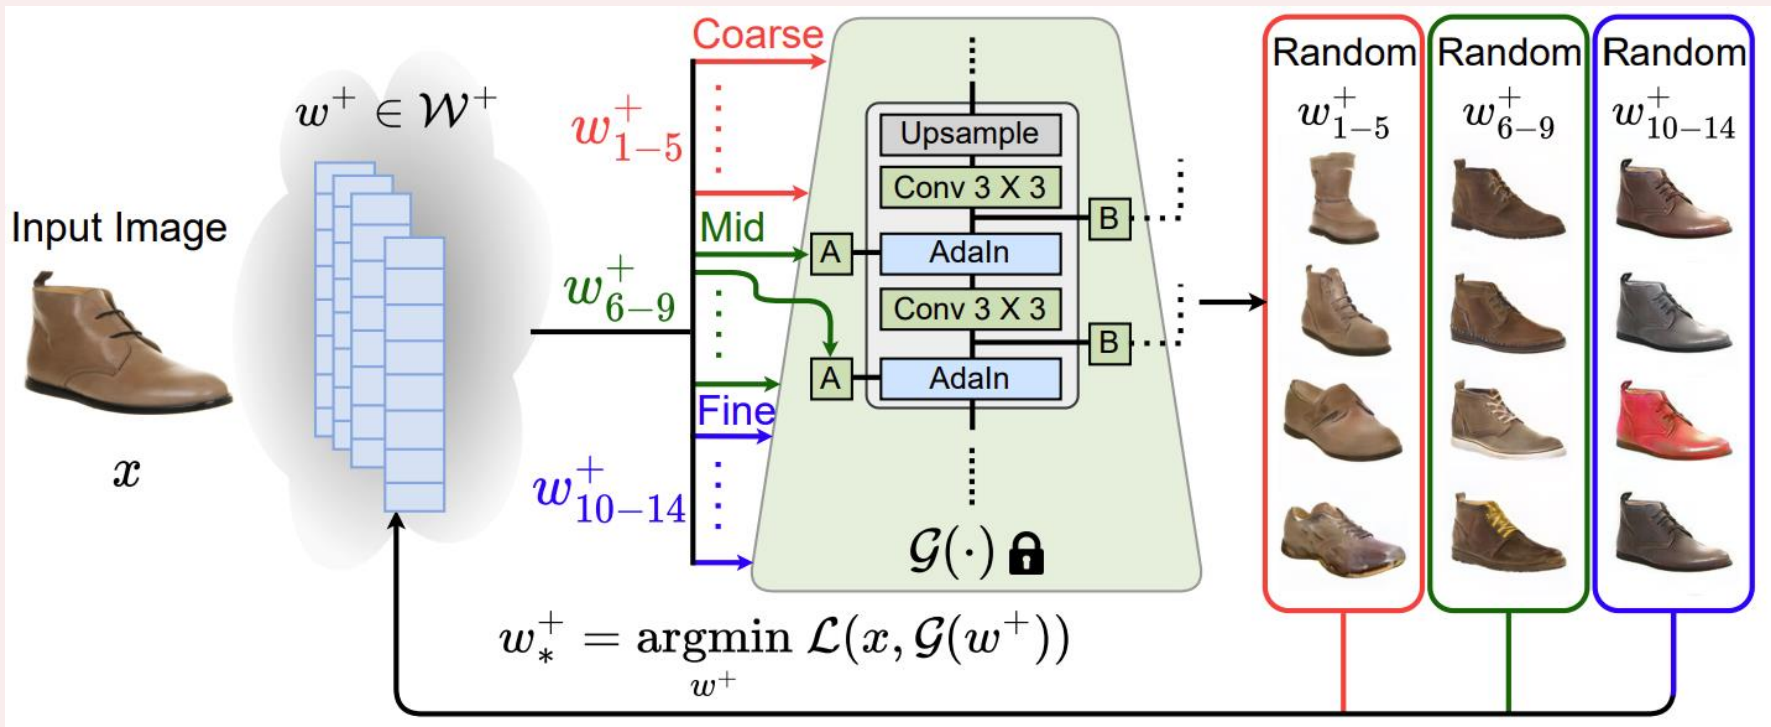 Input Image
x
w^+ ∈ 𝒲^+
Coarse
w^+_{1−5}
Mid
w^+_{6−9}
Fine
w^+_{10−14}
Upsample
Conv 3 X 3
B
A
AdaIn
Conv 3 X 3
B
A
AdaIn
𝒢(·)
w^+_* = argmin ℒ(x, 𝒢(w^+))
w^+
Random
w^+_{1−5}
Random
w^+_{6−9}
Random
w^+_{10−14}